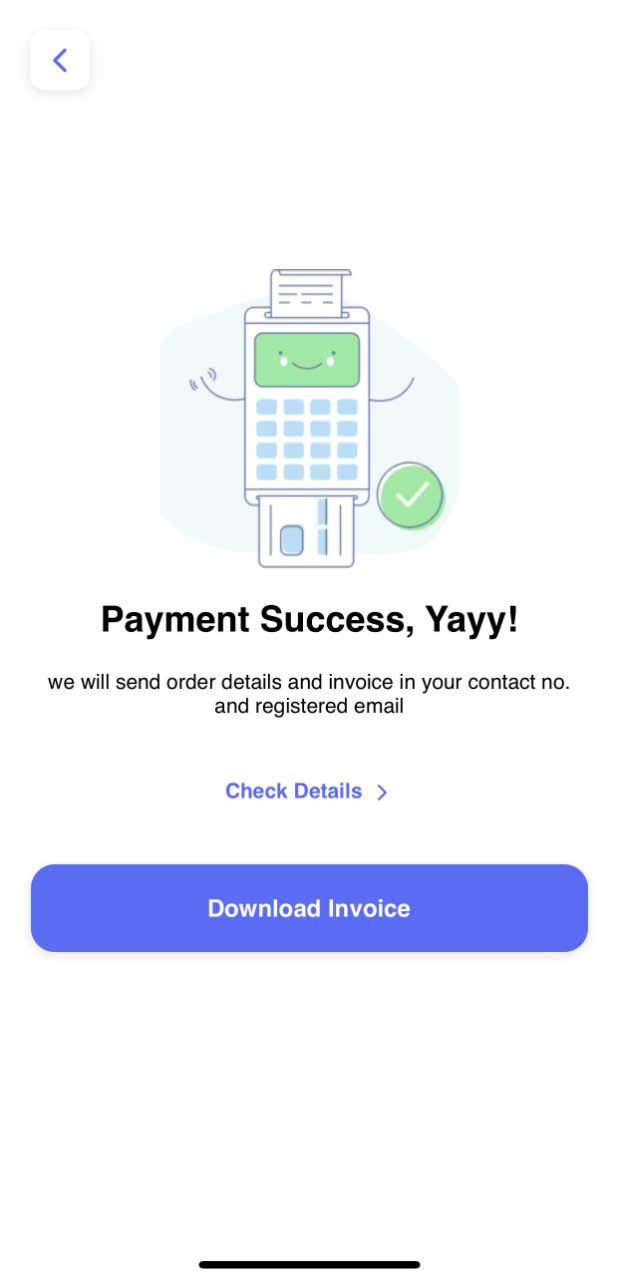 Payment Success, Yayy!
we will send order details and invoice in your contact no.
and registered email
Check Details
Download Invoice